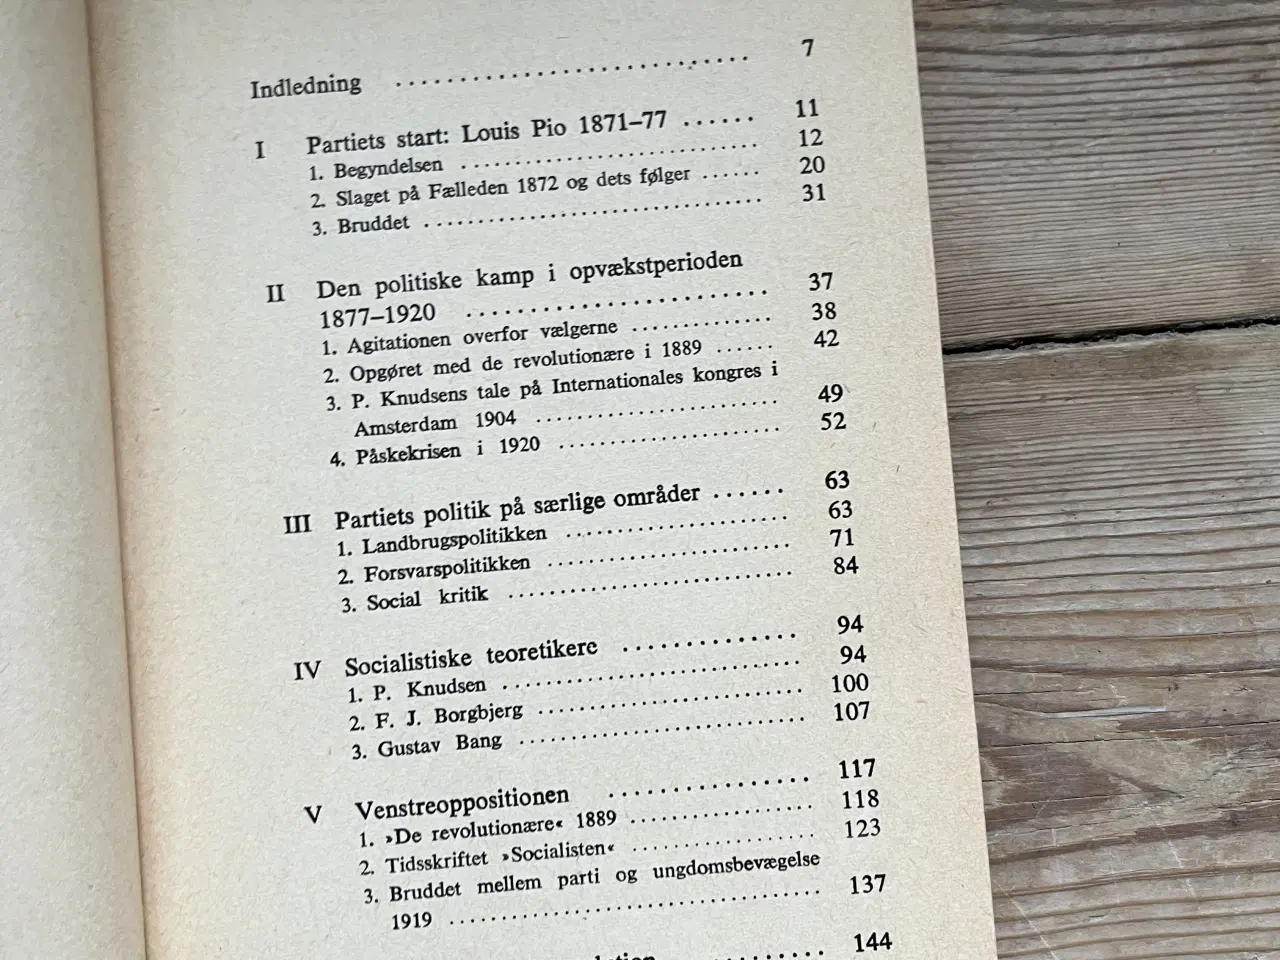 Indledning .............................. 7
I Partiets start: Louis Pio 1871–77 ...... 11
1. Begyndelsen .............................. 12
2. Slaget på Fælleden 1872 og dets følger ...... 20
3. Bruddet .............................. 31
II Den politiske kamp i opvækstperioden
1877–1920 .............................. 37
1. Agitationen overfor vælgerne .............. 38
2. Opgøret med de revolutionære i 1889 ...... 42
3. P. Knudsens tale på Internationales kongres i
Amsterdam 1904 ...................... 49
4. Påskekrisen i 1920 ...................... 52
III Partiets politik på særlige områder ...... 63
1. Landbrugspolitikken ...................... 63
2. Forsvarspolitikken ...................... 71
3. Social kritik ...................... 84
IV Socialistiske teoretikere .............. 94
1. P. Knudsen .............................. 94
2. F. J. Borgbjerg ...................... 100
3. Gustav Bang ...................... 107
V Venstreoppositionen .............. 117
1. »De revolutionære« 1889 .............. 118
2. Tidsskriftet »Socialisten« .............. 123
3. Bruddet mellem parti og ungdomsbevægelse
1919 .............................. 137
...... 144